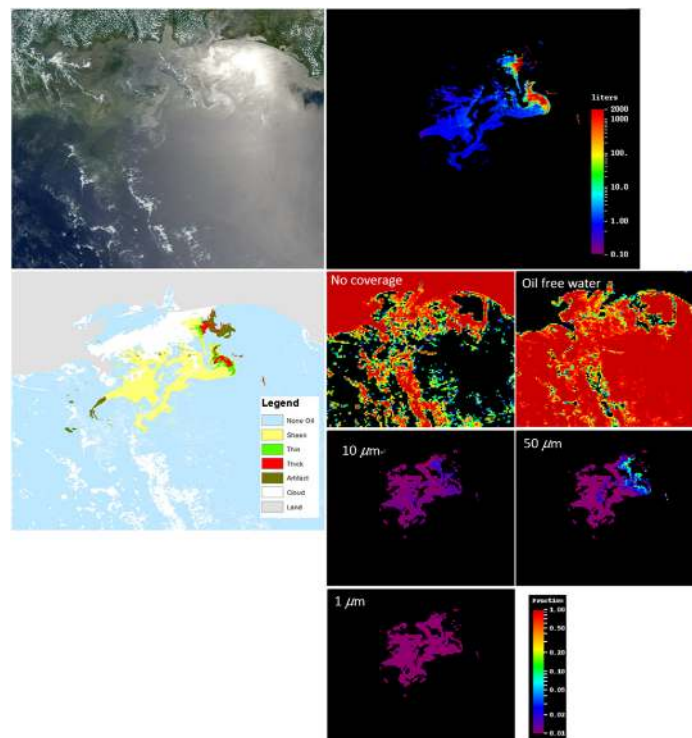 liters
2000
1000
100.
10.0
1.00
0.10
No coverage
Oil free water
Legend
None Oil
Sheen
Thin
Thick
Artifact
Cloud
Land
10 μm
50 μm
1 μm
Fraction
1.00
0.50
0.20
0.10
0.05
0.02
0.01